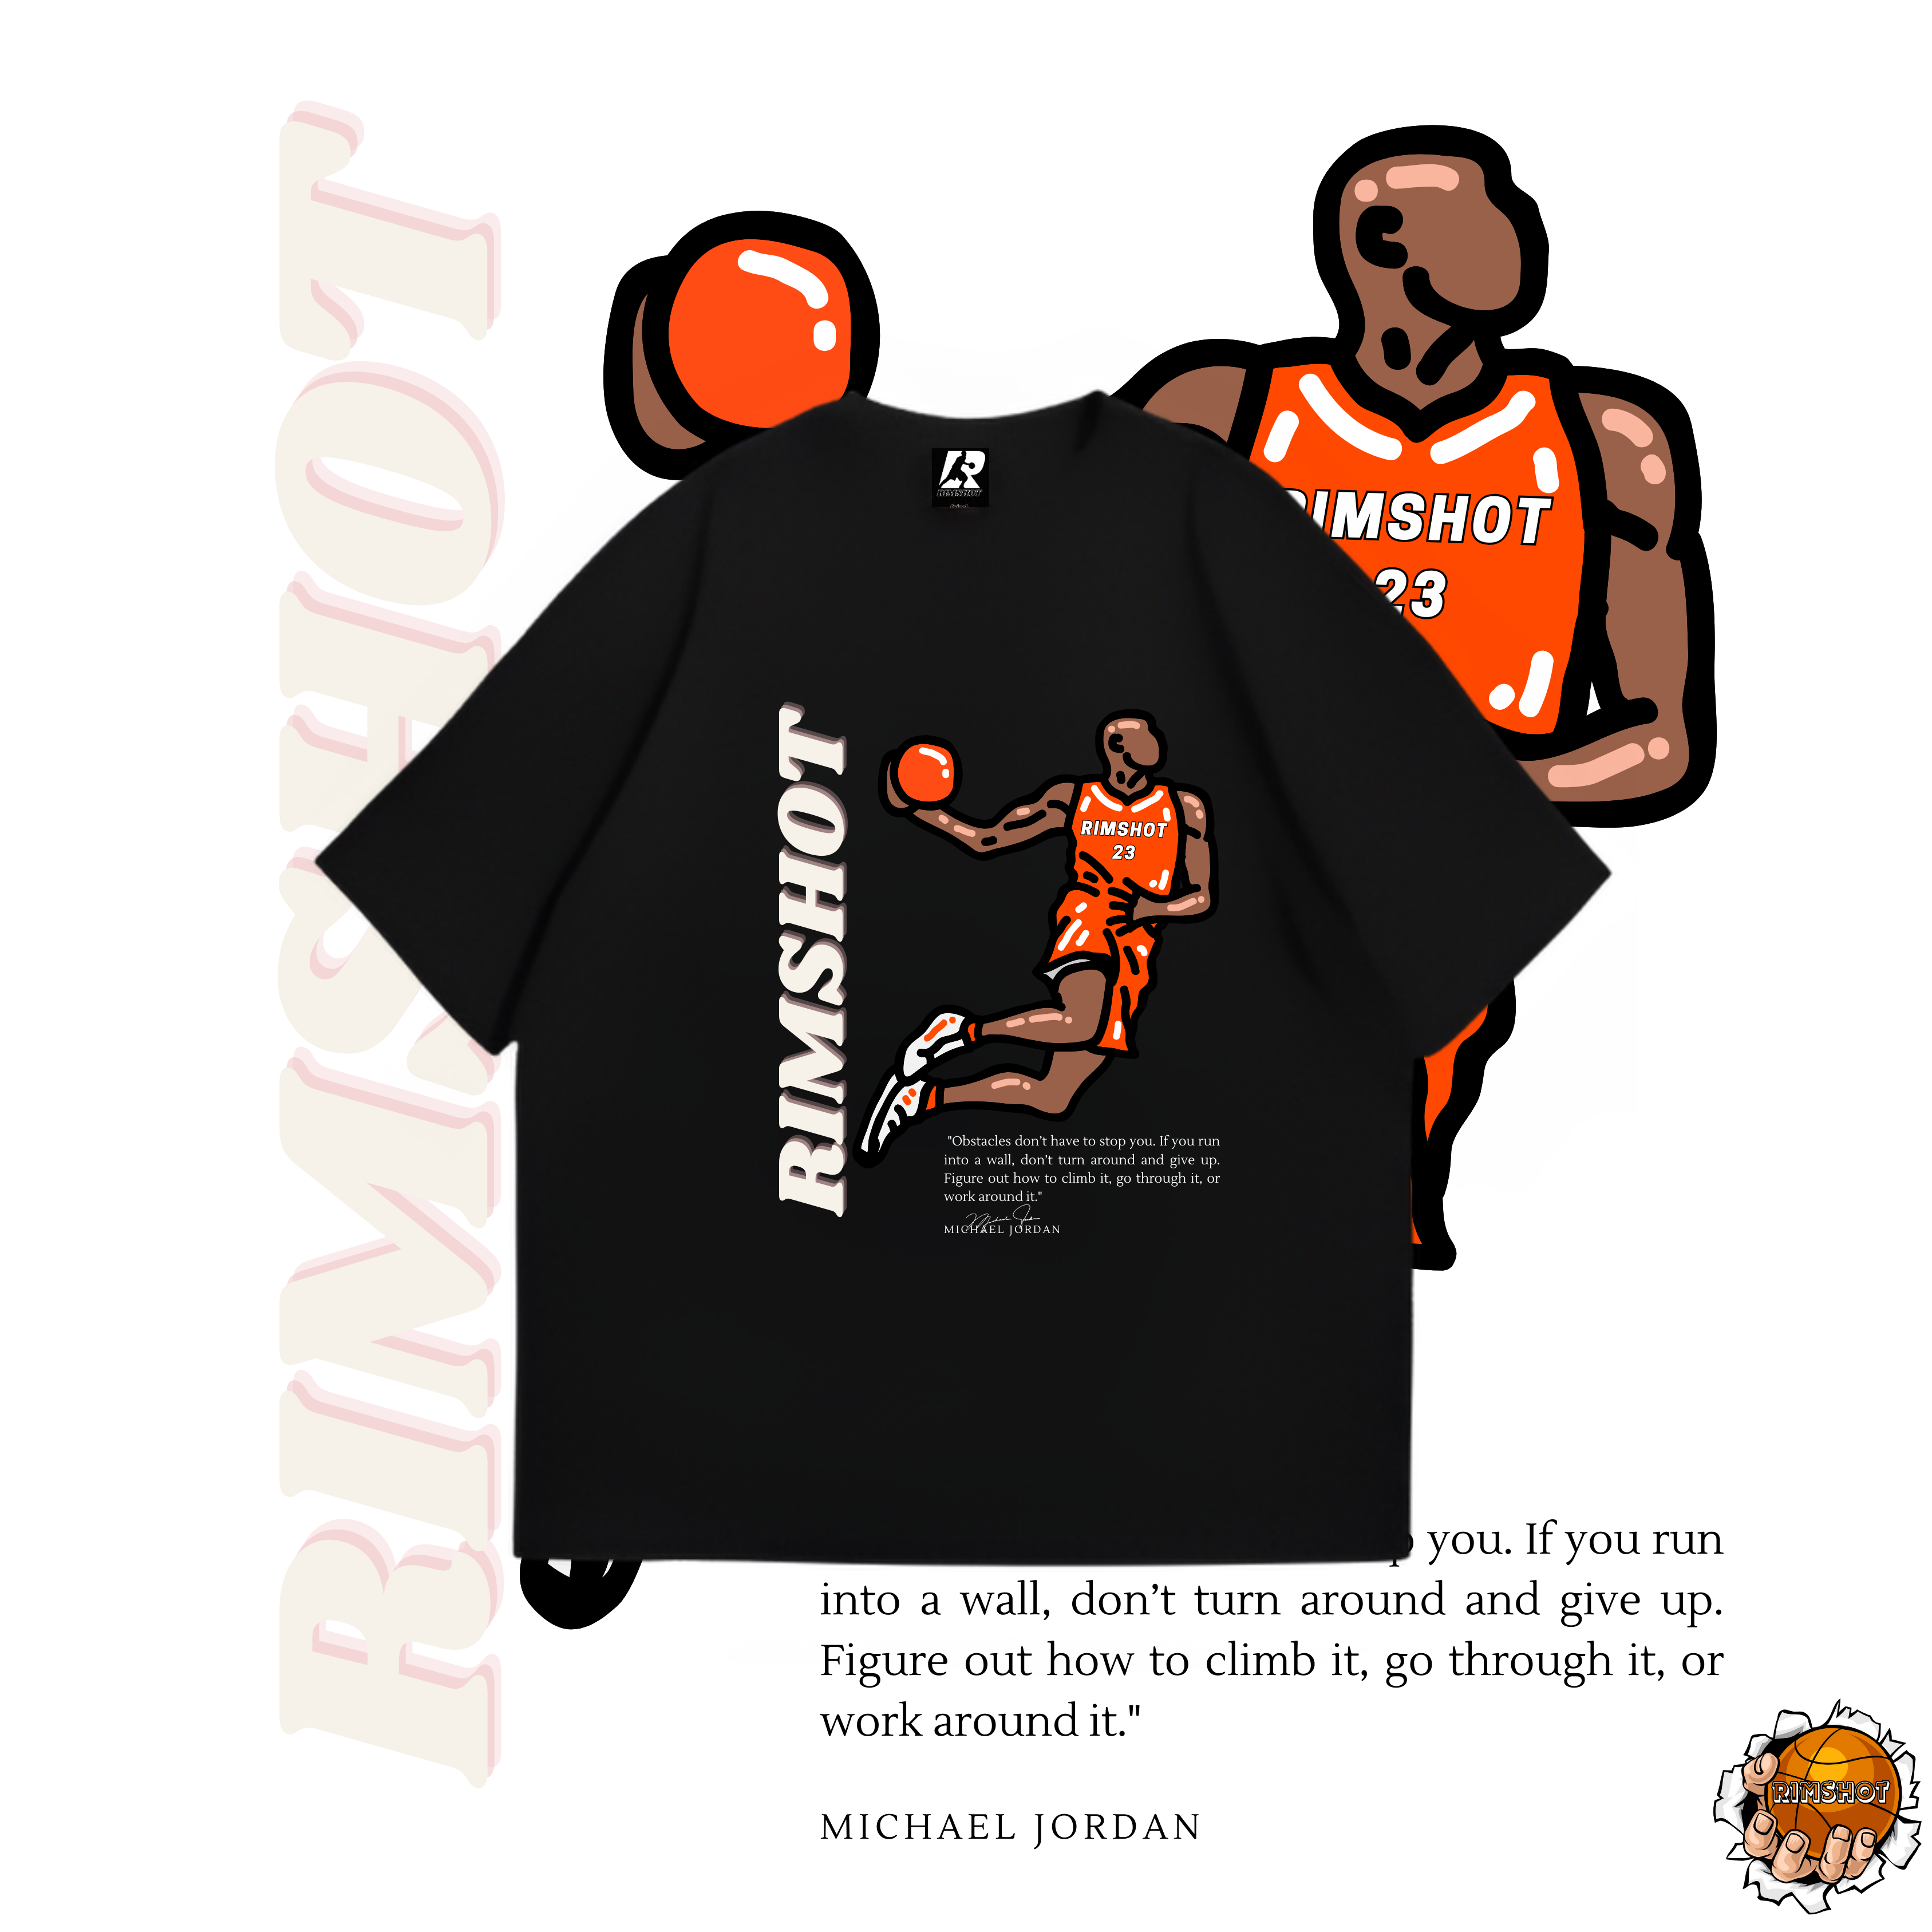 RIMSHOT
RIMSHOT
RIMSHOT
23
RIMSHOT
RIMSHOT
23
"Obstacles don't have to stop you. If you run
into a wall, don't turn around and give up.
Figure out how to climb it, go through it, or
work around it."
MICHAEL JORDAN
you. If you run
into a wall, don’t turn around and give up.
Figure out how to climb it, go through it, or
work around it."
MICHAEL JORDAN
RIMSHOT